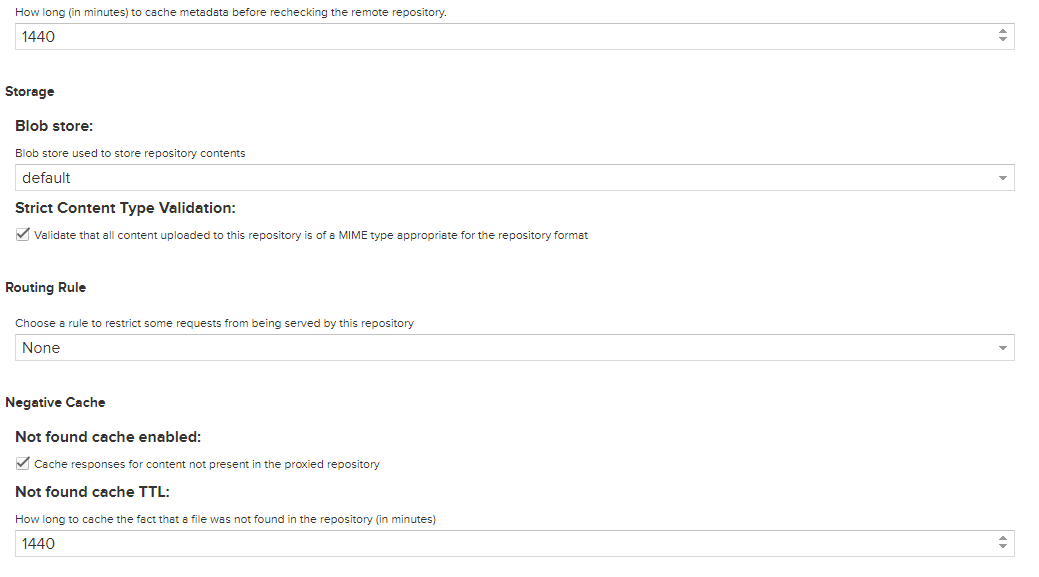 How long (in minutes) to cache metadata before rechecking the remote repository.
1440
Storage
Blob store:
Blob store used to store repository contents
default
Strict Content Type Validation:
Validate that all content uploaded to this repository is of a MIME type appropriate for the repository format
Routing Rule
Choose a rule to restrict some requests from being served by this repository
None
Negative Cache
Not found cache enabled:
Cache responses for content not present in the proxied repository
Not found cache TTL:
How long to cache the fact that a file was not found in the repository (in minutes)
1440